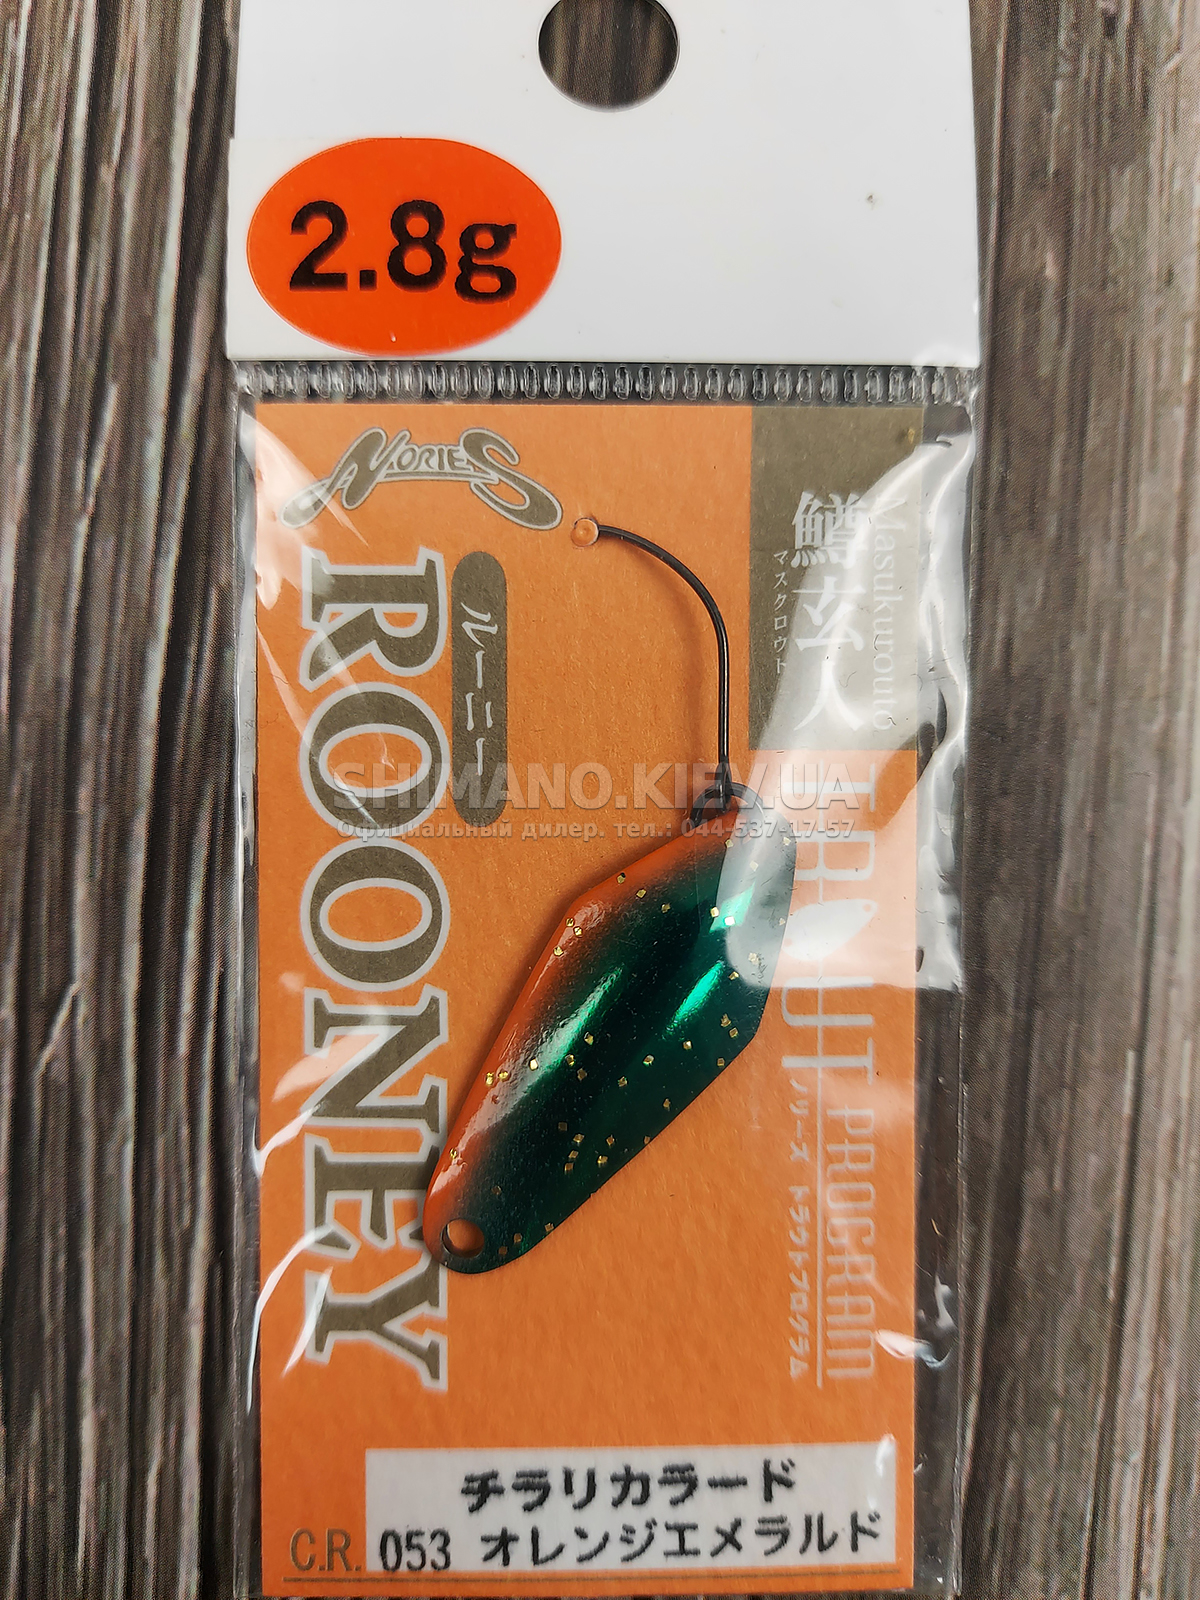 2.8g
NORIES
ROONEY
ルーニー
鱒玄人
マスクロウト
Masukurouto
TROUT PROGRAM
ノリーズ トラウトプログラム
SHIMANO.KIEV.UA
Официальный дилер. тел.: 044-537-17-57
チラリカラード
C.R. 053 オレンジエメラルド